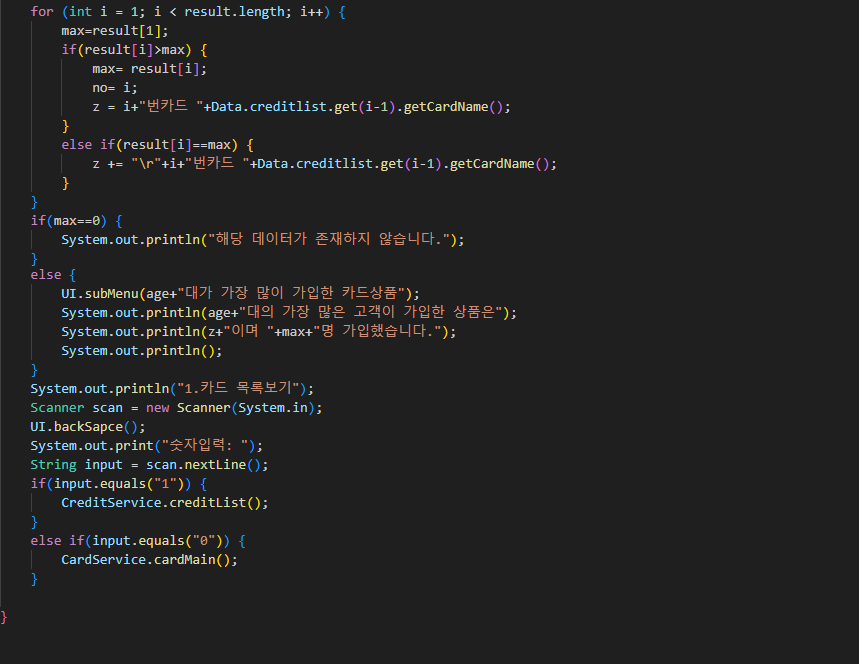 for (int i = 1; i < result.length; i++) {
max=result[1];
if(result[i]>max) {
max= result[i];
no= i;
z = i+"번카드 "+Data.creditlist.get(i-1).getCardName();
}
else if(result[i]==max) {
z += "\r"+i+"번카드 "+Data.creditlist.get(i-1).getCardName();
}
}
if(max==0) {
System.out.println("해당 데이터가 존재하지 않습니다.");
}
else {
UI.subMenu(age+"대가 가장 많이 가입한 카드상품");
System.out.println(age+"대의 가장 많은 고객이 가입한 상품은");
System.out.println(z+"이며 "+max+"명 가입했습니다.");
System.out.println();
}
System.out.println("1.카드 목록보기");
Scanner scan = new Scanner(System.in);
UI.backSapce();
System.out.print("숫자입력: ");
String input = scan.nextLine();
if(input.equals("1")) {
CreditService.creditList();
}
else if(input.equals("0")) {
CardService.cardMain();
}
}